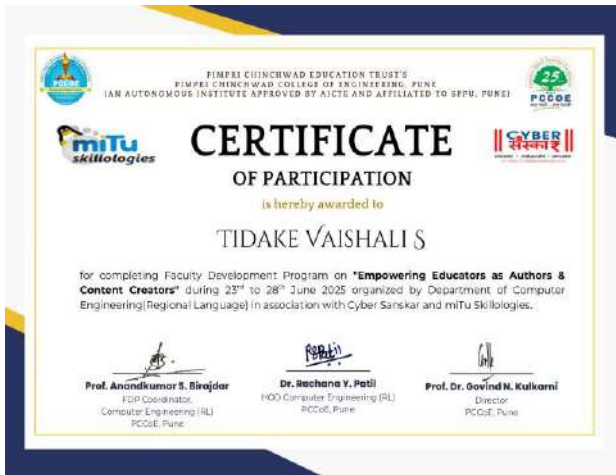 PIMPRI CHINCHWAD EDUCATION TRUST'S
PIMPRI CHINCHWAD COLLEGE OF ENGINEERING, PUNE
(AN AUTONOMOUS INSTITUTE APPROVED BY AICTE AND AFFILIATED TO SPPU, PUNE)
PCCOE
25
PCCOE
miTu
skillologies
CYBER
संस्कार
CERTIFICATE
OF PARTICIPATION
is hereby awarded to
TIDAKE VAISHALI S
for completing Faculty Development Program on "Empowering Educators as Authors &
Content Creators" during 23rd to 28th June 2025 organized by Department of Computer
Engineering(Regional Language) in association with Cyber Sanskar and miTu Skillologies.
Prof. Anandkumar S. Birajdar
FDP Coordinator,
Computer Engineering (RL)
PCCoE, Pune
Dr. Rachana Y. Patil
HOD Computer Engineering (RL)
PCCoE, Pune
Prof. Dr. Govind N. Kulkarni
Director
PCCoE, Pune